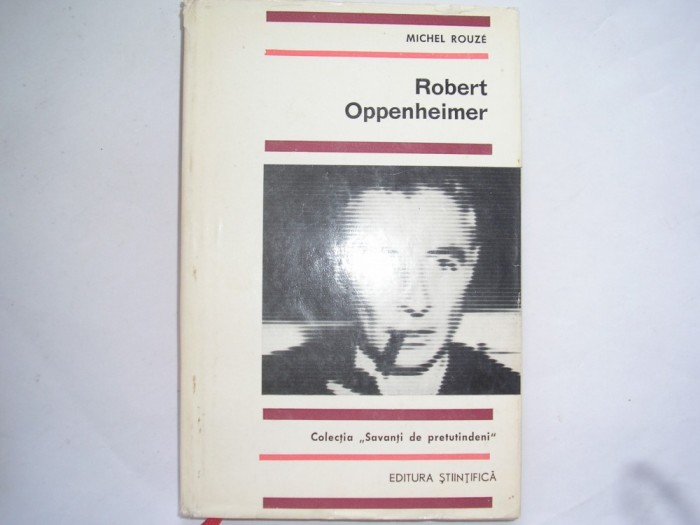 MICHEL ROUZÉ
Robert
Oppenheimer
Colecția „Savanți de pretutindeni“
EDITURA ȘTIINȚIFICĂ